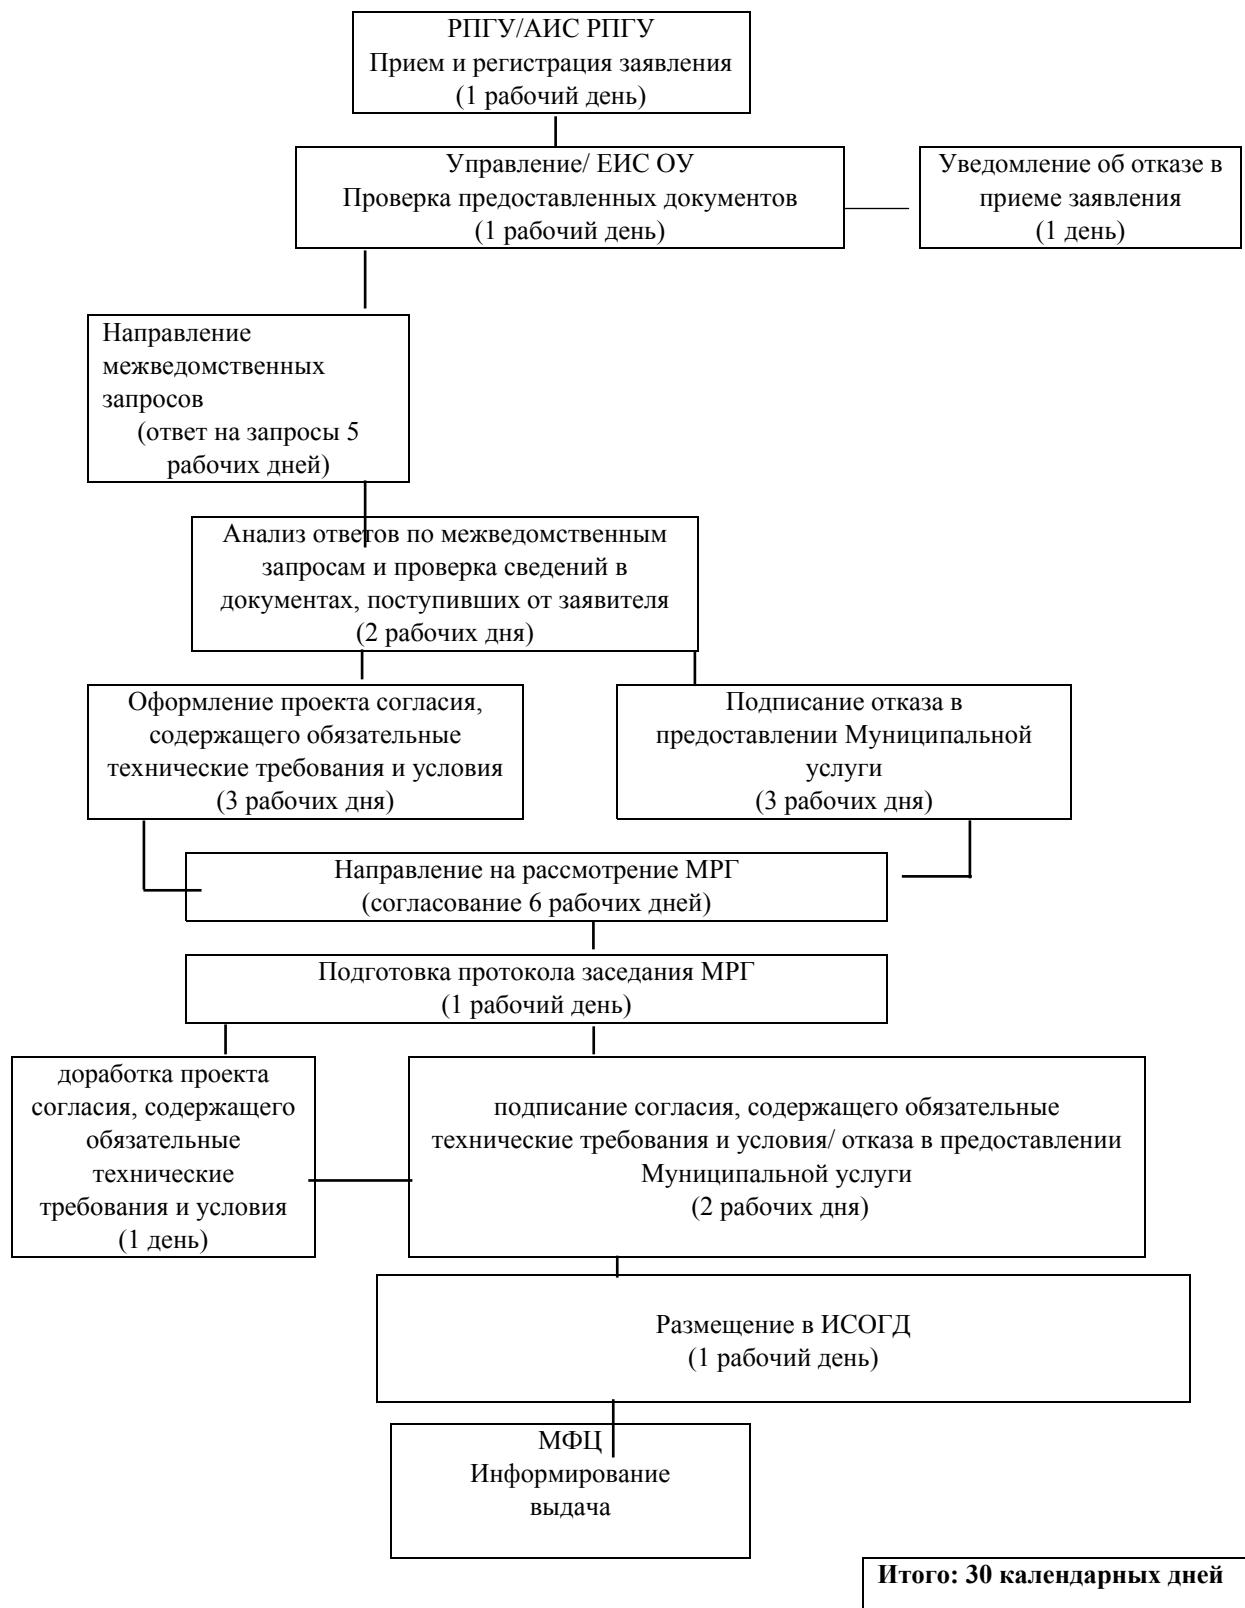 РПГУ/АИС РПГУ
Прием и регистрация заявления
(1 рабочий день)
Управление/ ЕИС ОУ
Проверка предоставленных документов
(1 рабочий день)
Уведомление об отказе в
приеме заявления
(1 день)
Направление
межведомственных
запросов
(ответ на запросы 5
рабочих дней)
Анализ ответов по межведомственным
запросам и проверка сведений в
документах, поступивших от заявителя
(2 рабочих дня)
Оформление проекта согласия,
содержащего обязательные
технические требования и условия
(3 рабочих дня)
Подписание отказа в
предоставлении Муниципальной
услуги
(3 рабочих дня)
Направление на рассмотрение МРГ
(согласование 6 рабочих дней)
Подготовка протокола заседания МРГ
(1 рабочий день)
доработка проекта
согласия, содержащего
обязательные
технические
требования и условия
(1 день)
подписание согласия, содержащего обязательные
технические требования и условия/ отказа в предоставлении
Муниципальной услуги
(2 рабочих дня)
Размещение в ИСОГД
(1 рабочий день)
МФЦ
Информирование
выдача
Итого: 30 календарных дней